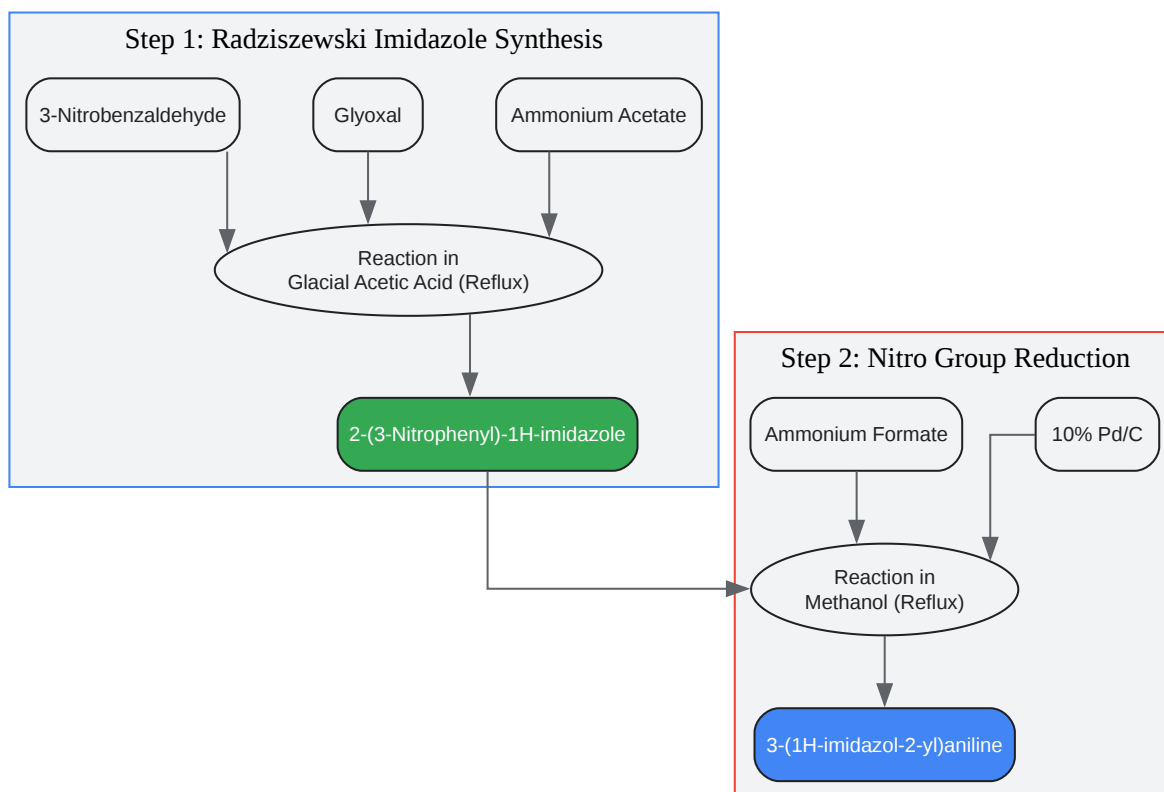 Step 1: Radziszewski Imidazole Synthesis
3-Nitrobenzaldehyde
Glyoxal
Ammonium Acetate
Reaction in
Glacial Acetic Acid (Reflux)
2-(3-Nitrophenyl)-1H-imidazole
Step 2: Nitro Group Reduction
Ammonium Formate
10% Pd/C
Reaction in
Methanol (Reflux)
3-(1H-imidazol-2-yl)aniline